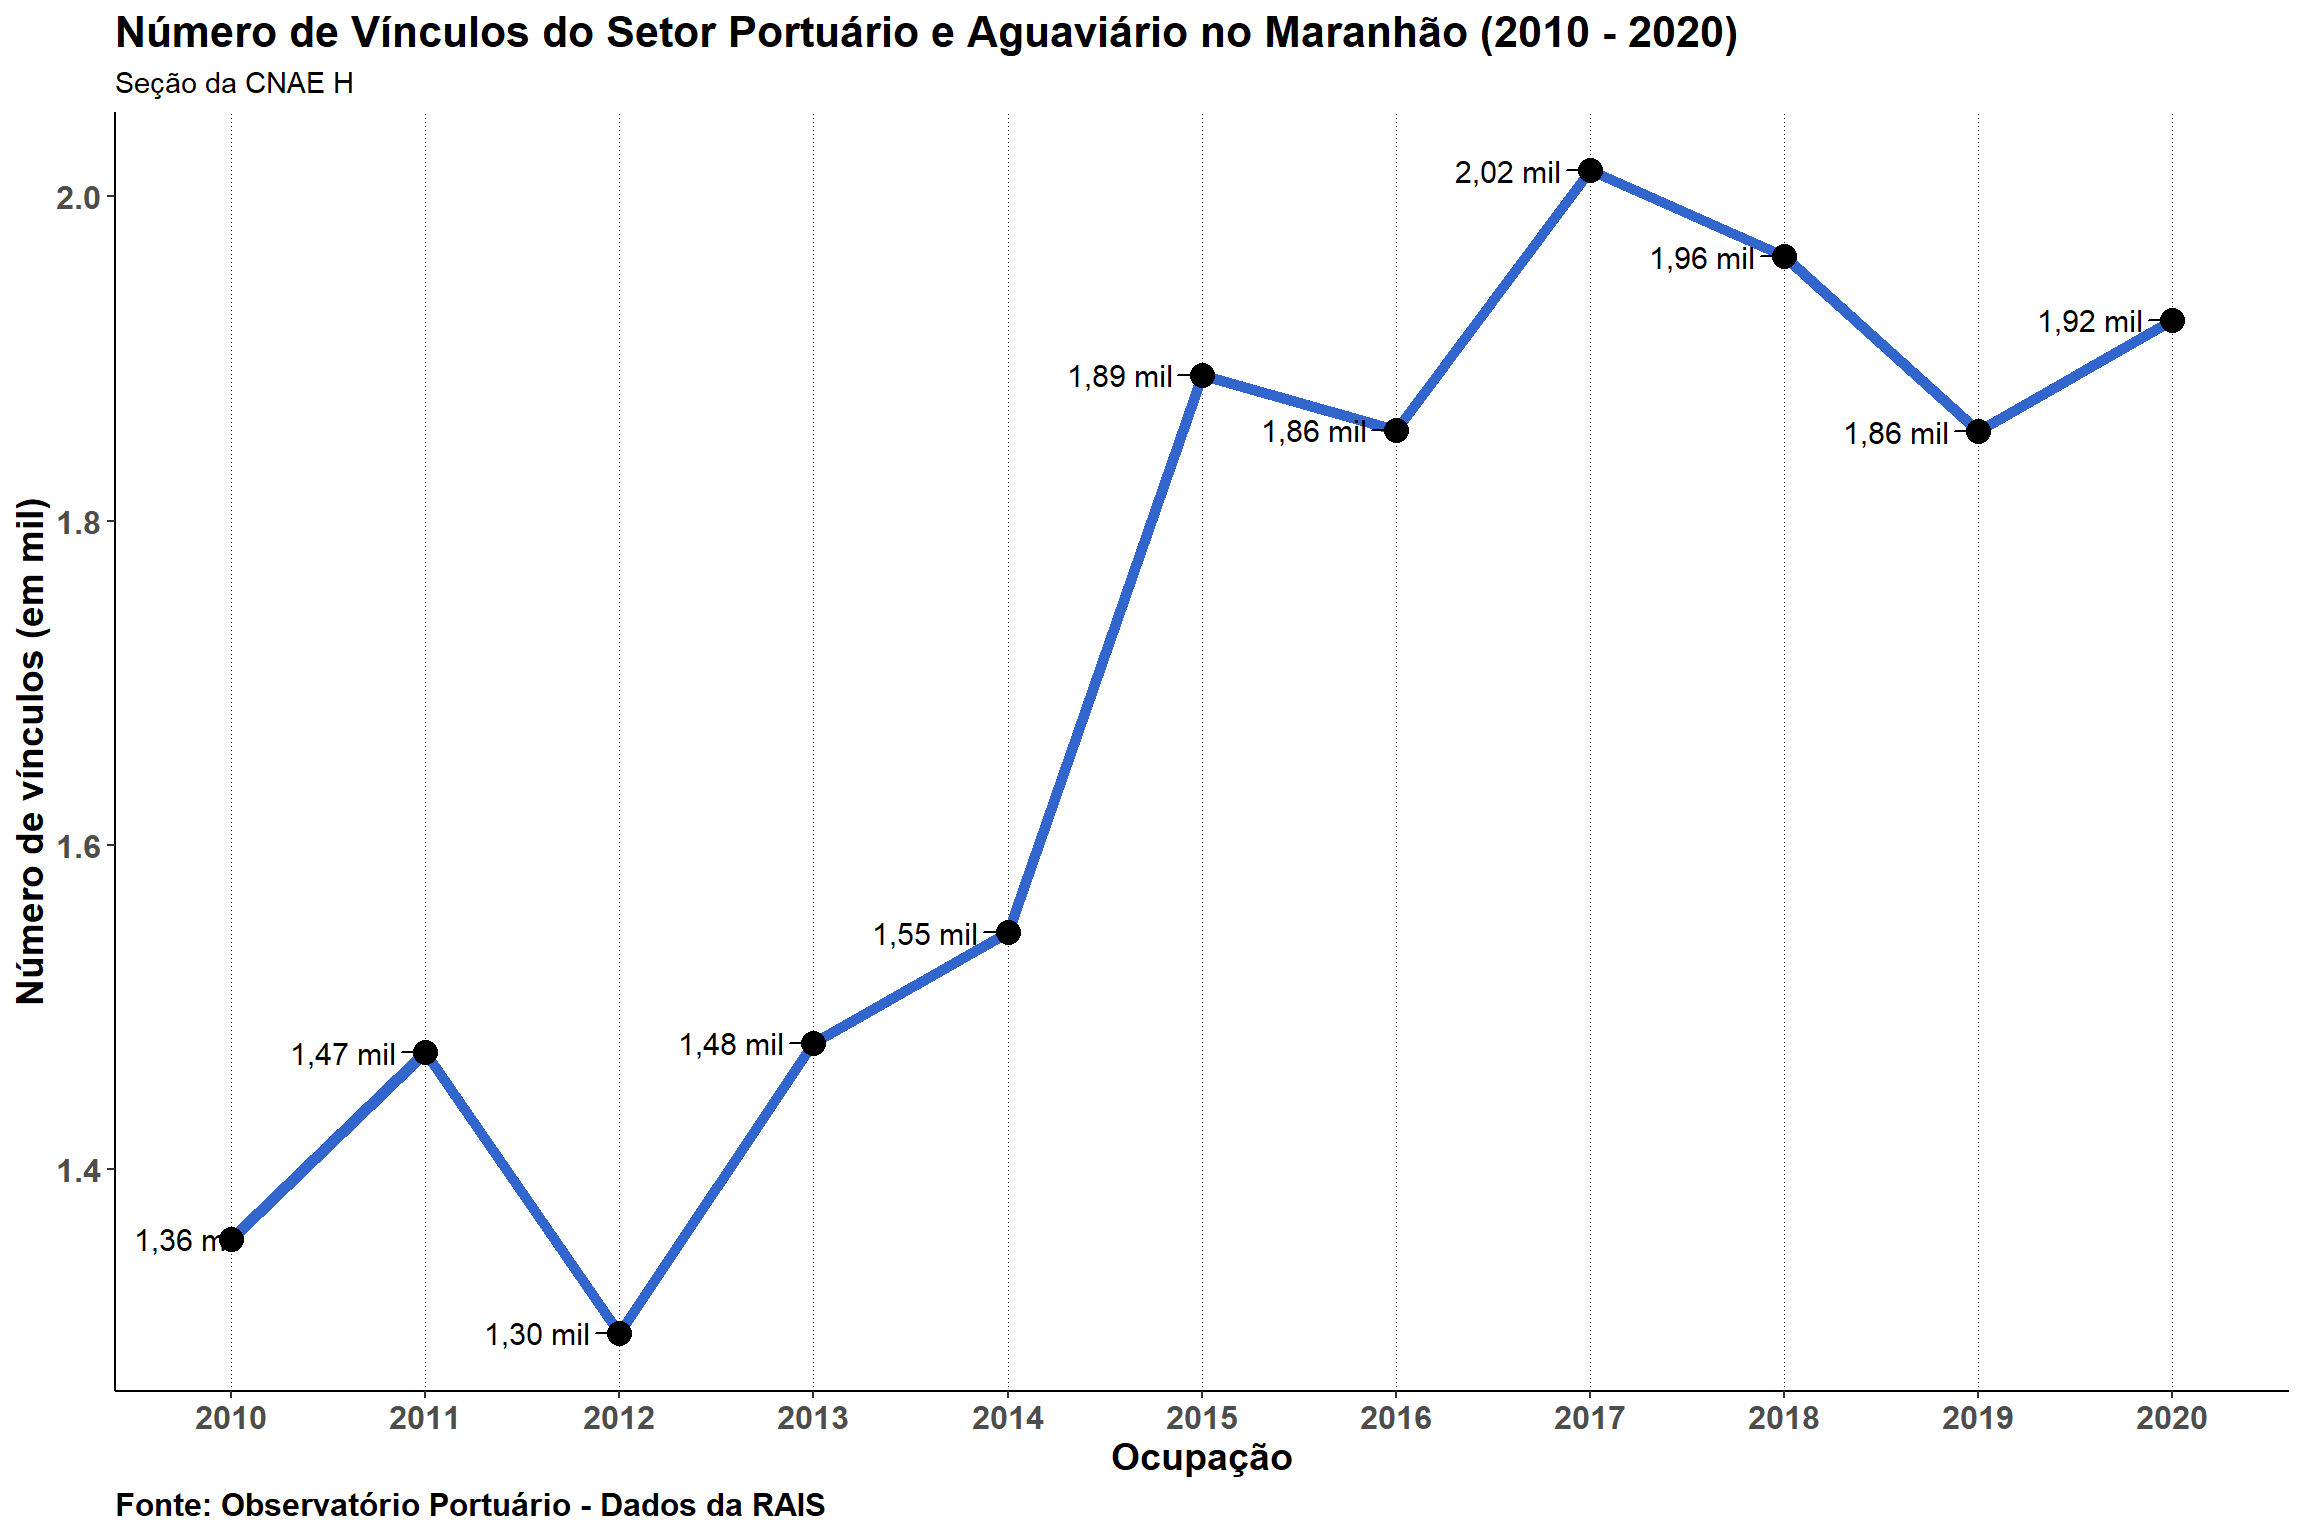 Número de Vínculos do Setor Portuário e Aguaviário no Maranhão (2010 - 2020)
Seção da CNAE H
Número de vínculos (em mil)
2.0
1.8
1.6
1.4
1,36 m
1,47 mil
1,30 mil
1,48 mil
1,55 mil
1,89 mil
1,86 mil
2,02 mil
1,96 mil
1,86 mil
1,92 mil
2010 2011 2012 2013 2014 2015 2016 2017 2018 2019 2020
Ocupação
Fonte: Observatório Portuário - Dados da RAIS